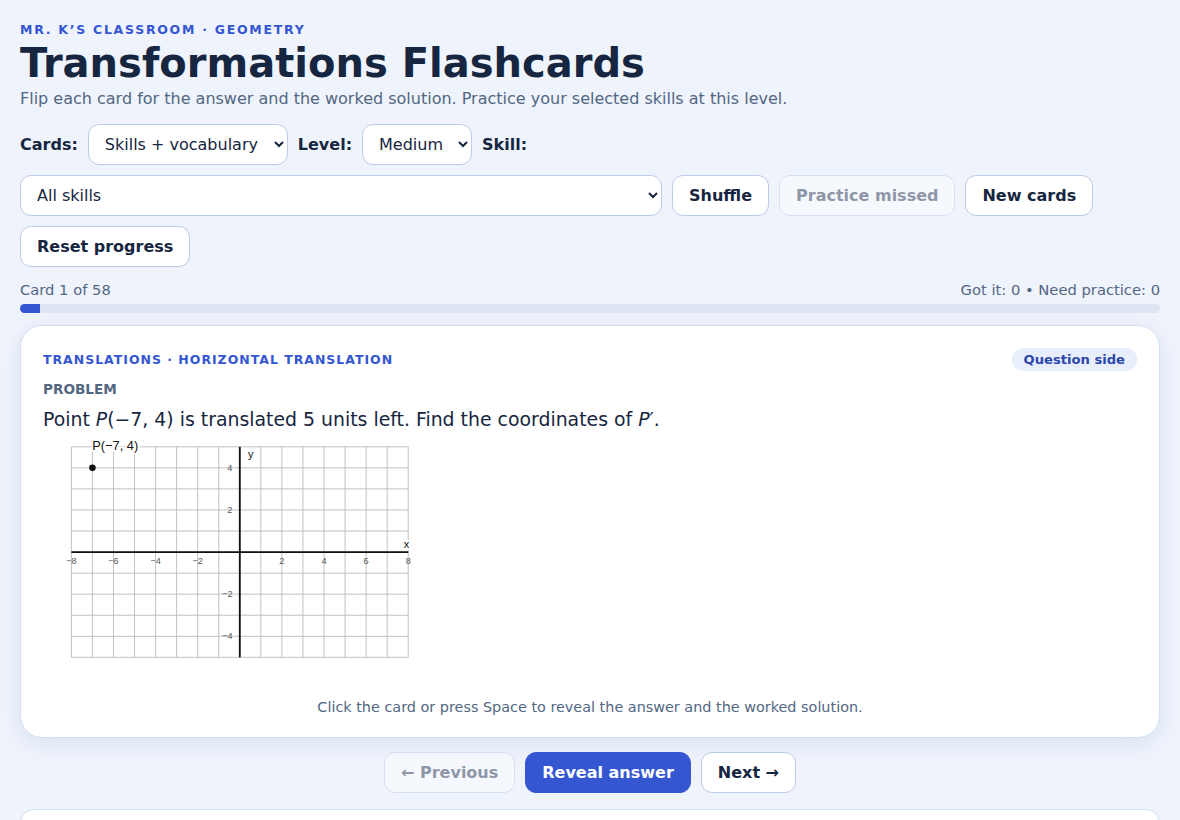 MR. K’S CLASSROOM · GEOMETRY
Transformations Flashcards
Flip each card for the answer and the worked solution. Practice your selected skills at this level.
Cards: Skills + vocabulary Level: Medium Skill:
All skills Shuffle Practice missed New cards
Reset progress
Card 1 of 58 Got it: 0 • Need practice: 0
TRANSLATIONS · HORIZONTAL TRANSLATION Question side
PROBLEM
Point P(−7, 4) is translated 5 units left. Find the coordinates of P′.
P(−7, 4)
y
4
2
x
−8 −6 −4 −2 2 4 6 8
−2
−4
Click the card or press Space to reveal the answer and the worked solution.
← Previous Reveal answer Next →